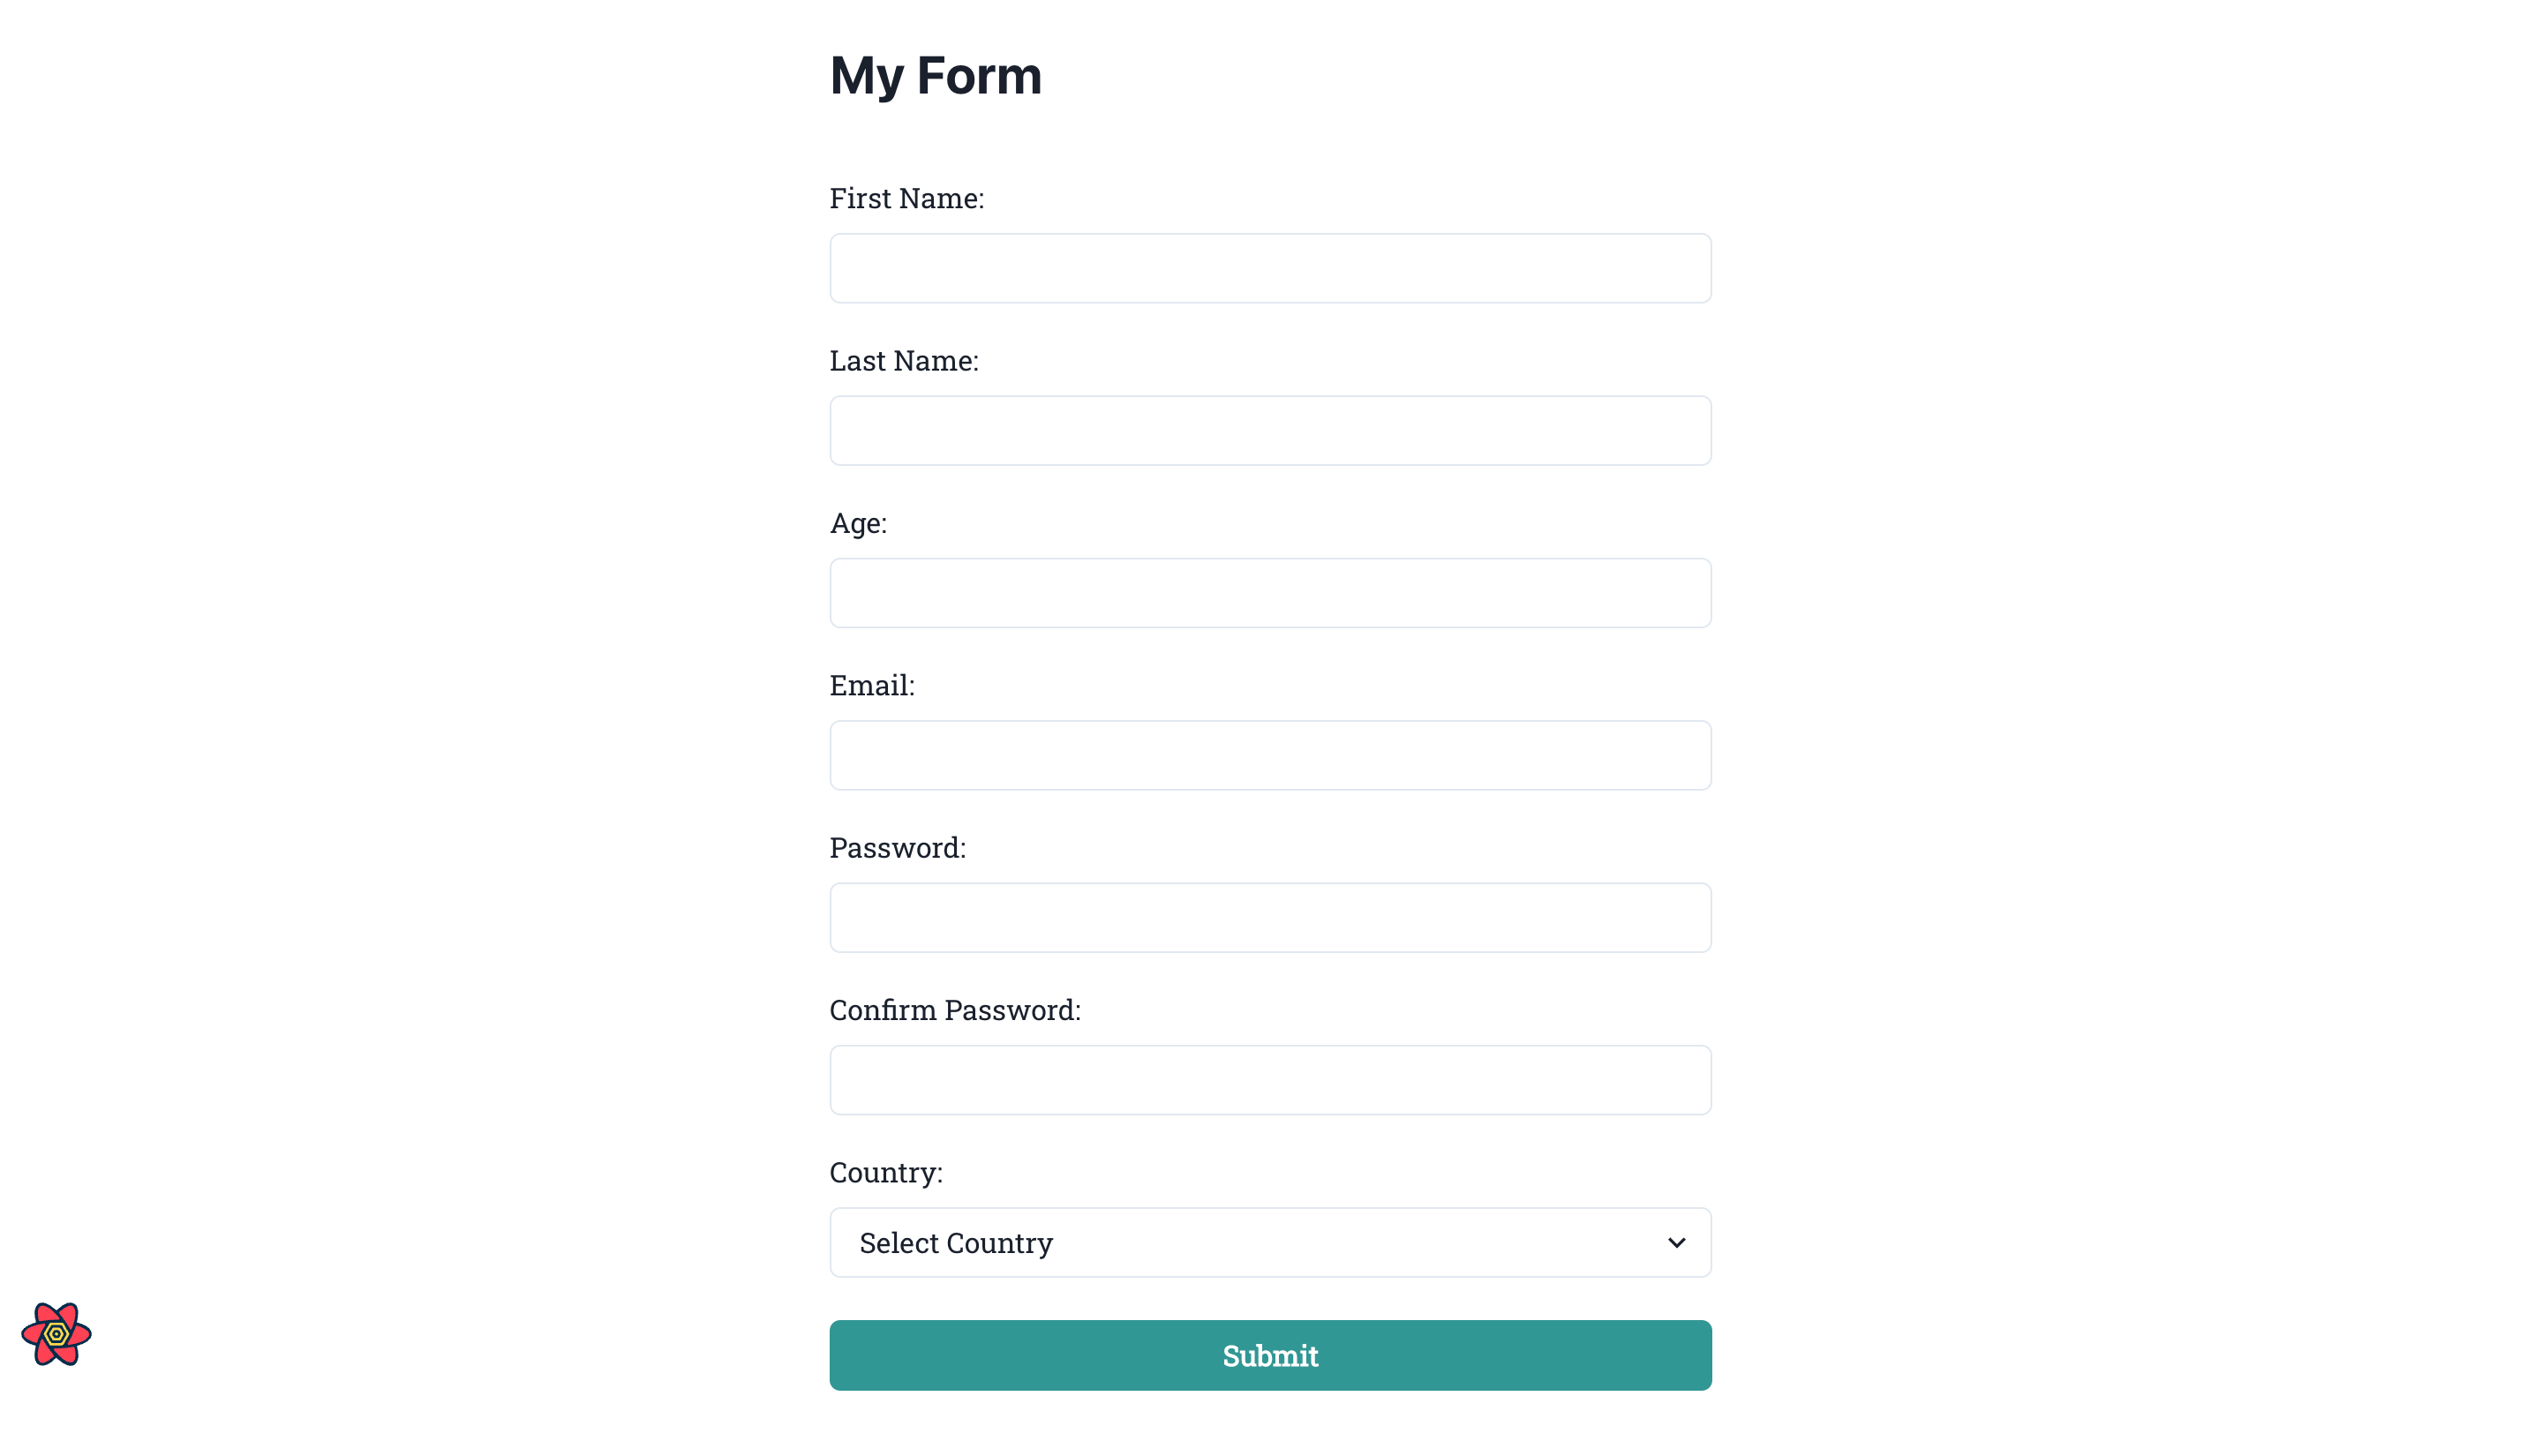 My Form
First Name:
Last Name:
Age:
Email:
Password:
Confirm Password:
Country:
Select Country
Submit